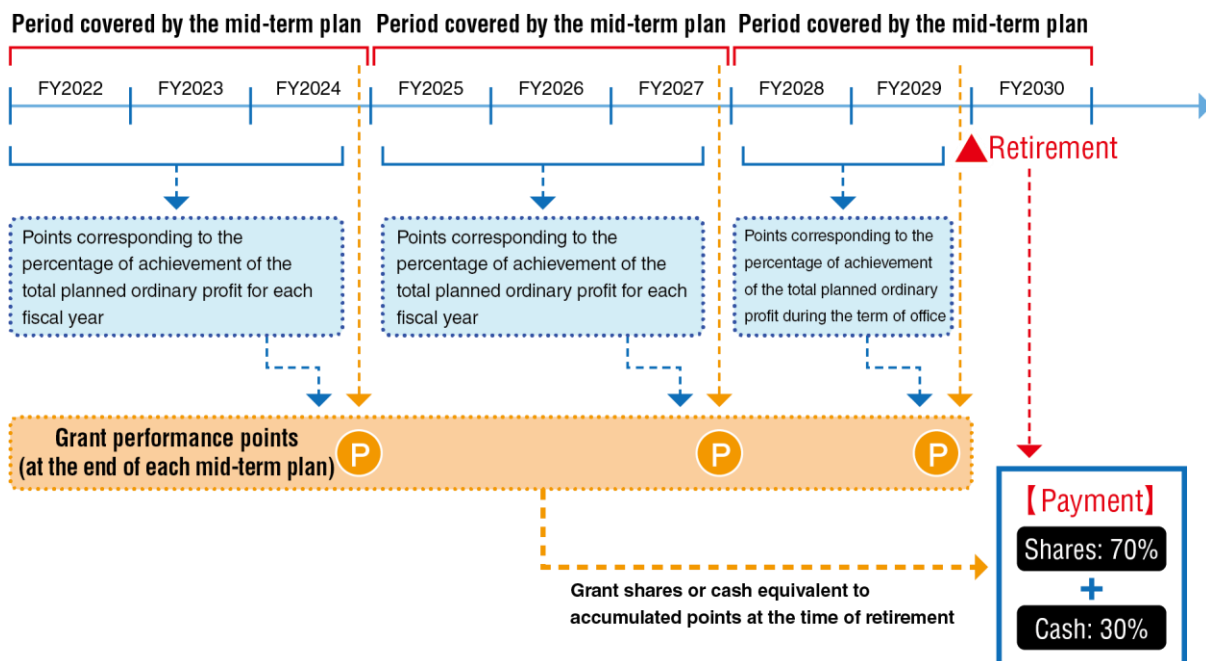 Period covered by the mid-term plan
Period covered by the mid-term plan
Period covered by the mid-term plan
FY2022
FY2023
FY2024
FY2025
FY2026
FY2027
FY2028
FY2029
FY2030
Retirement
Points corresponding to the
percentage of achievement of the
total planned ordinary profit for each
fiscal year
Points corresponding to the
percentage of achievement of the
total planned ordinary profit for each
fiscal year
Points corresponding to the
percentage of achievement
of the total planned ordinary
profit during the term of office
Grant performance points
(at the end of each mid-term plan)
P
P
P
【Payment】
Shares: 70%
+
Cash: 30%
Grant shares or cash equivalent to
accumulated points at the time of retirement